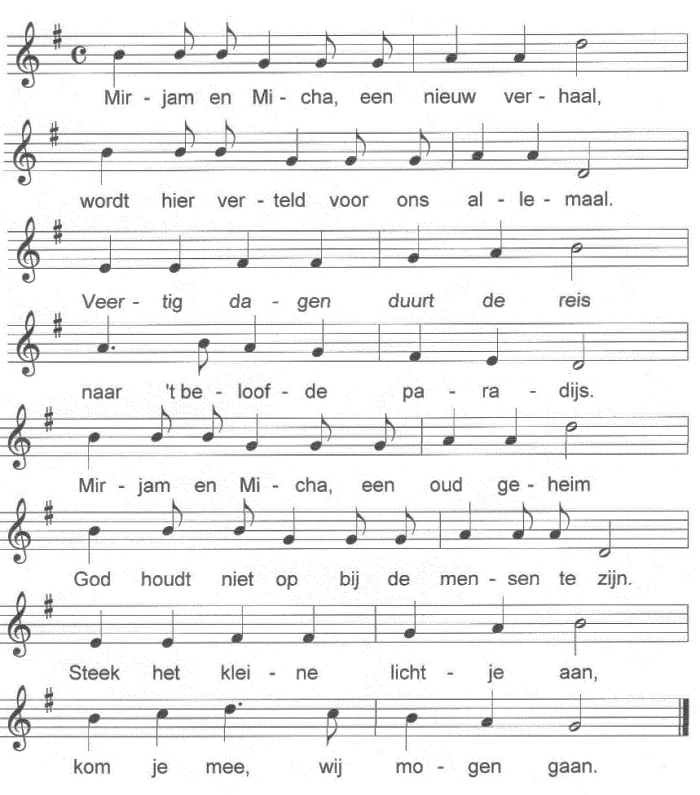 Mir - jam en Mi - cha, een nieuw ver - haal,
wordt hier ver - teld voor ons al - le - maal.
Veer - tig da - gen duurt de reis
naar 't be - loof - de pa - ra - dijs.
Mir - jam en Mi - cha, een oud ge - heim
God houdt niet op bij de men - sen te zijn.
Steek het klei - ne licht - je aan,
kom je mee, wij mo - gen gaan.